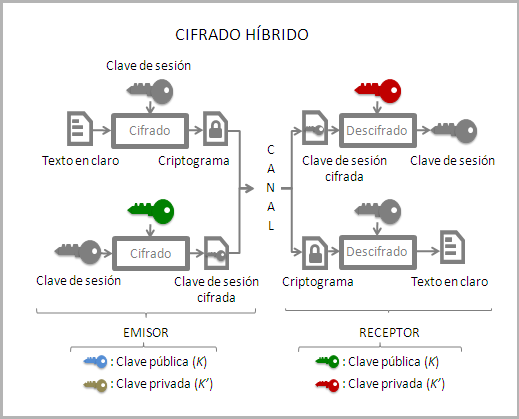 CIFRADO HÍBRIDO
Clave de sesión
Cifrado
Texto en claro
Criptograma
Cifrado
Clave de sesión
Clave de sesión
cifrada
CANAL
Descifrado
Clave de sesión
cifrada
Clave de sesión
Descifrado
Criptograma
Texto en claro
EMISOR
: Clave pública (K)
: Clave privada (K')
RECEPTOR
: Clave pública (K)
: Clave privada (K')